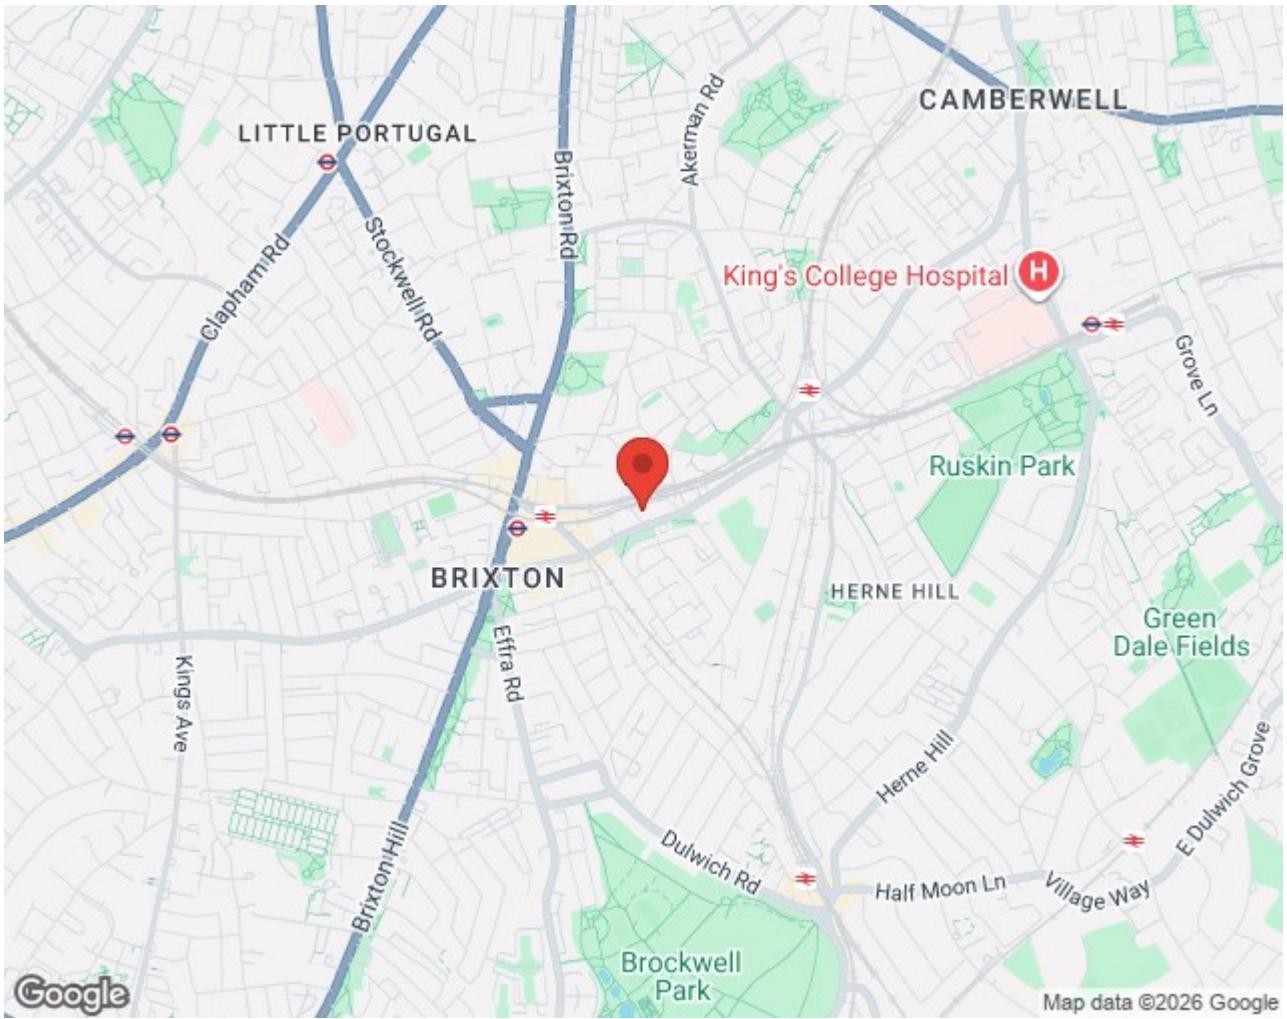 CAMBERWELL
LITTLE PORTUGAL
Akerman Rd
Brixton Rd
Stockwell Rd
Clapham Rd
King's College Hospital
H
Grove Ln
Ruskin Park
BRIXTON
HERNE HILL
Green
Dale Fields
Effra Rd
Kings Ave
Herne Hill
E Dulwich Grove
Brixton Hill
Dulwich Rd
Half Moon Ln
Village Way
Brockwell
Park
Google
Map data ©2026 Google